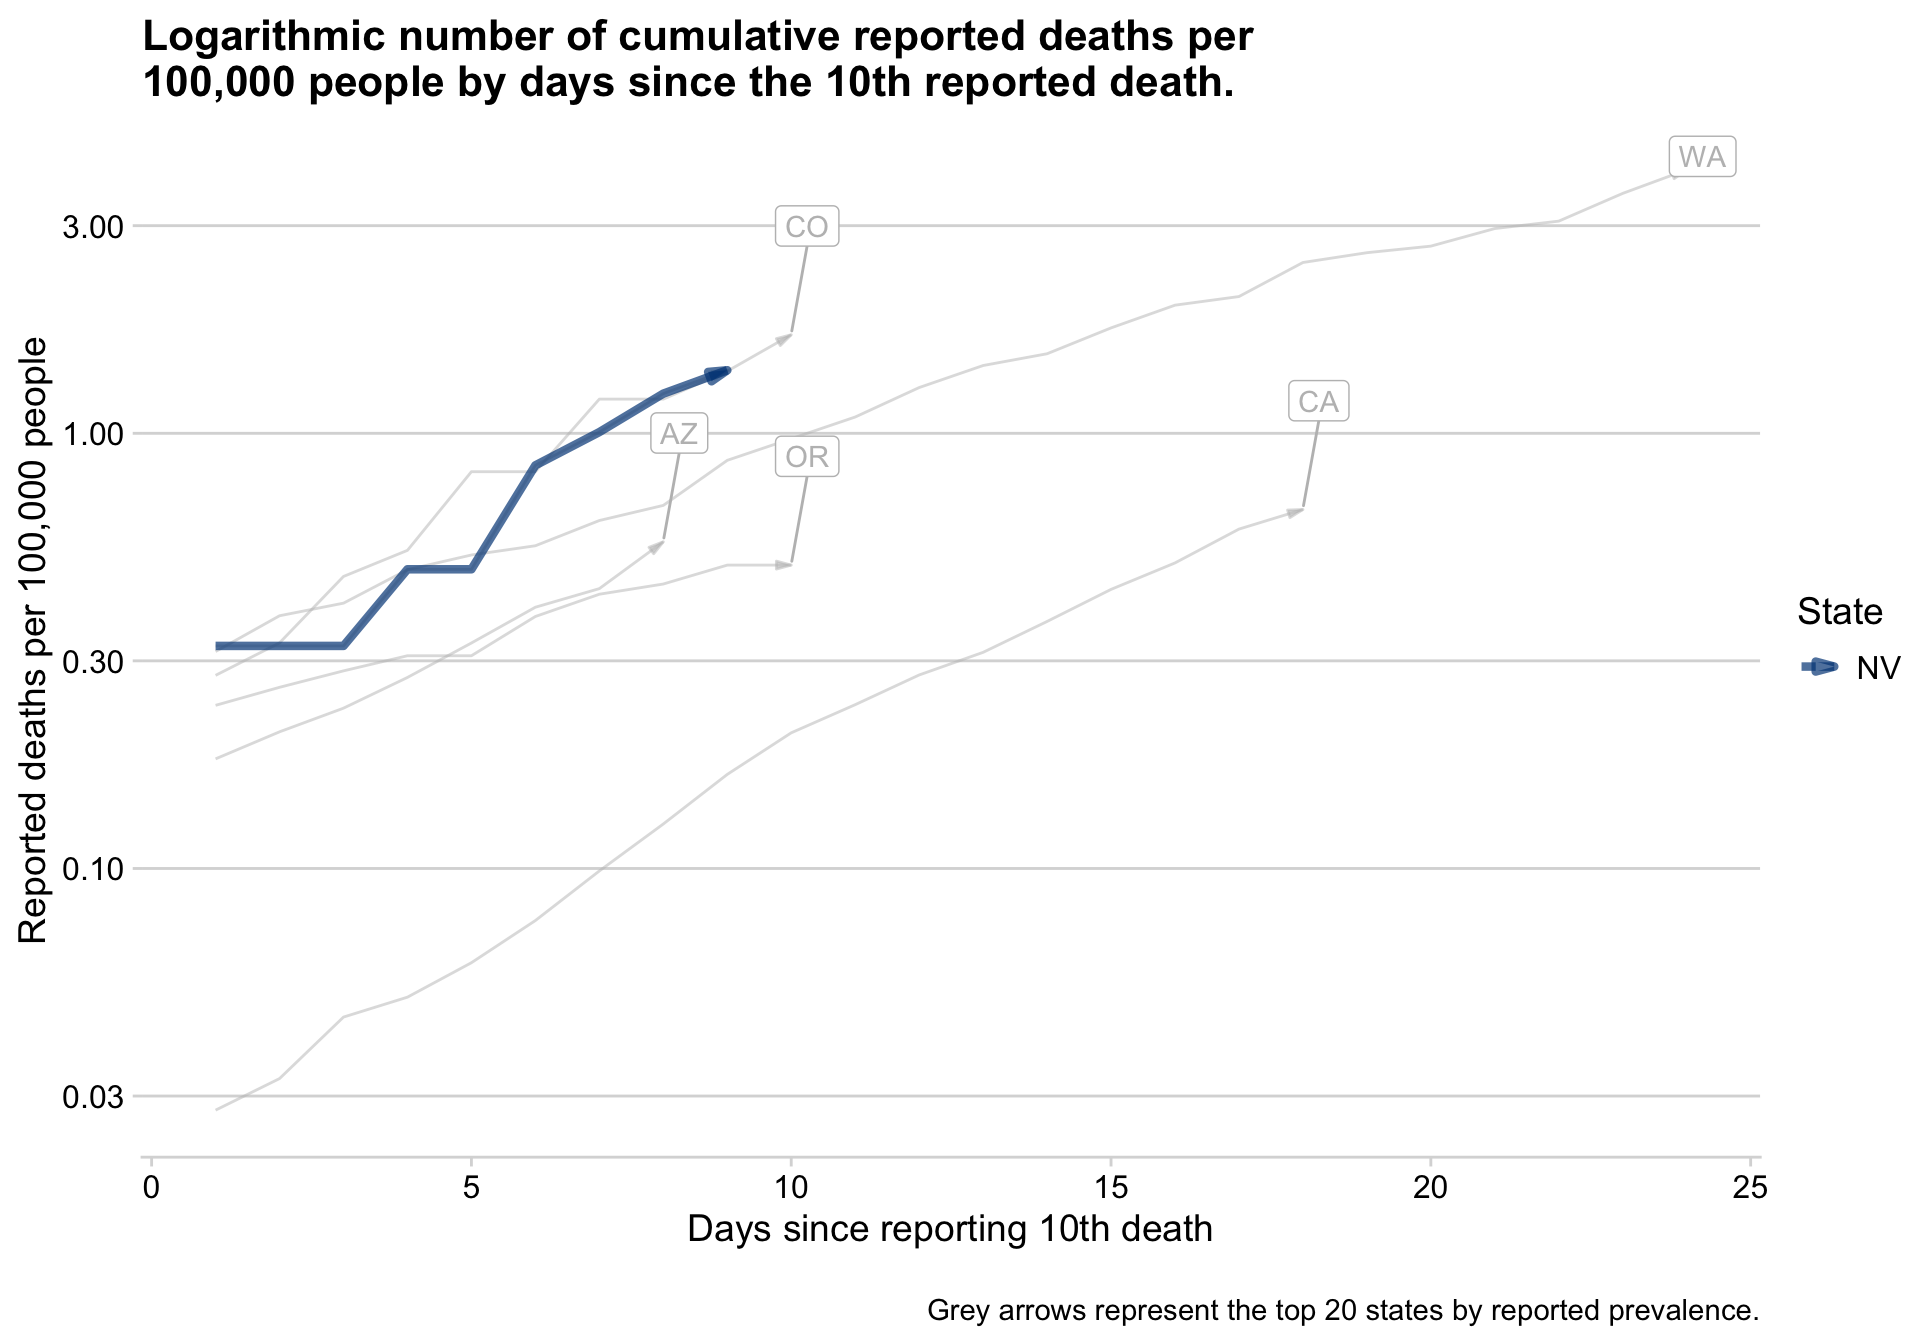 Logarithmic number of cumulative reported deaths per
100,000 people by days since the 10th reported death.
WA
3.00
CO
CA
1.00
AZ
OR
Reported deaths per 100,000 people
State
NV
0.30
0.10
0.03
0 5 10 15 20 25
Days since reporting 10th death
Grey arrows represent the top 20 states by reported prevalence.